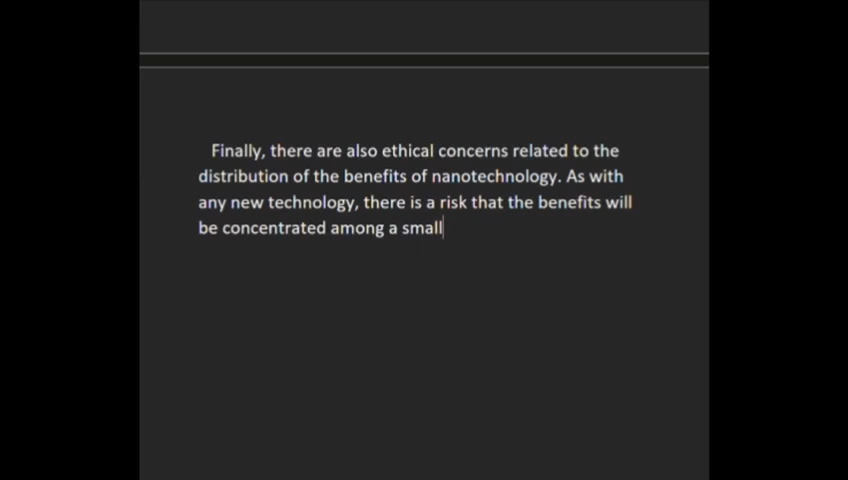 Finally, there are also ethical concerns related to the
distribution of the benefits of nanotechnology. As with
any new technology, there is a risk that the benefits will
be concentrated among a small